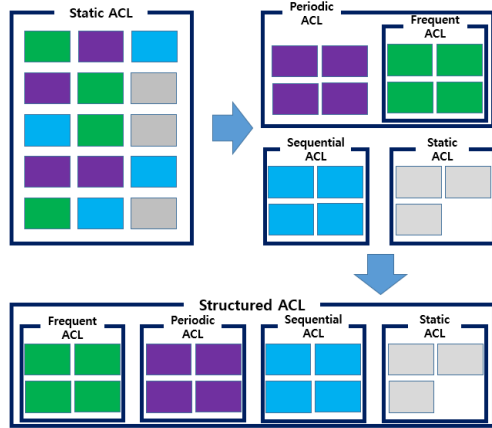 Static ACL
Periodic
ACL
Frequent
ACL
Sequential
ACL
Static
ACL
Structured ACL
Frequent
ACL
Periodic
ACL
Sequential
ACL
Static
ACL